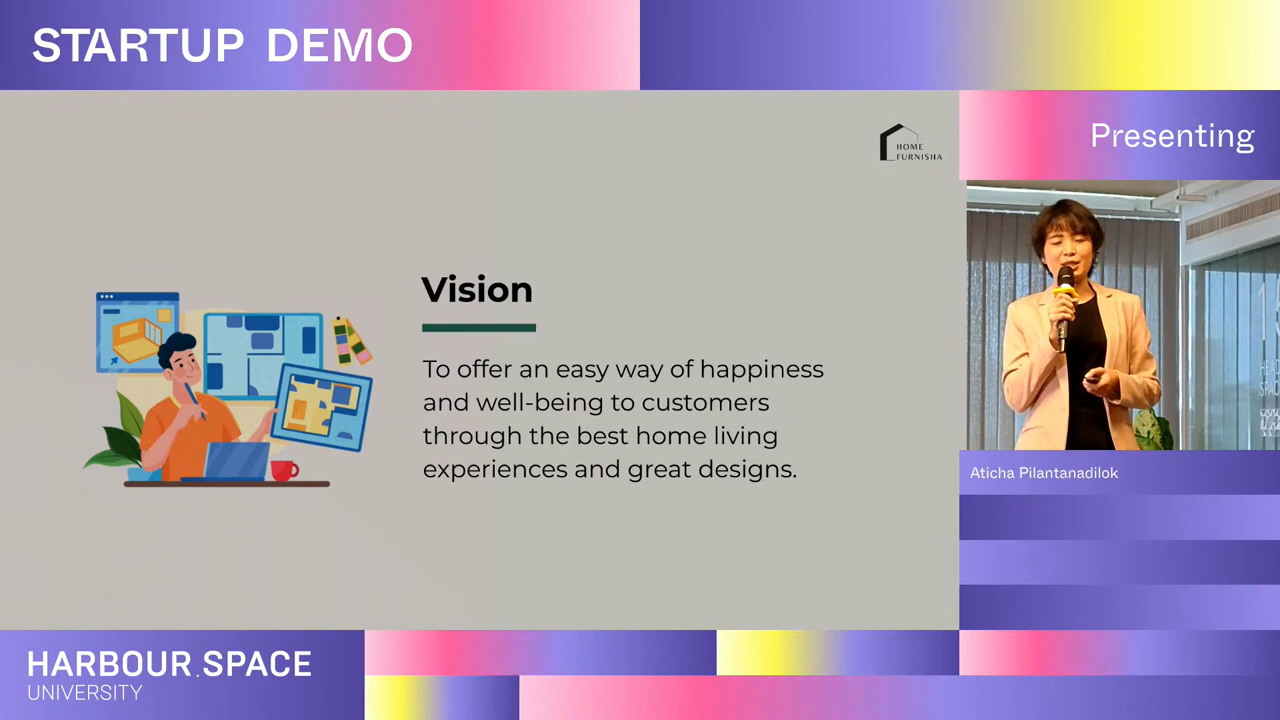 STARTUP DEMO
Presenting
HOME
FURNISHA
Vision
To offer an easy way of happiness
and well-being to customers
through the best home living
experiences and great designs.
Aticha Pilantanadilok
HARBOUR.SPACE
UNIVERSITY